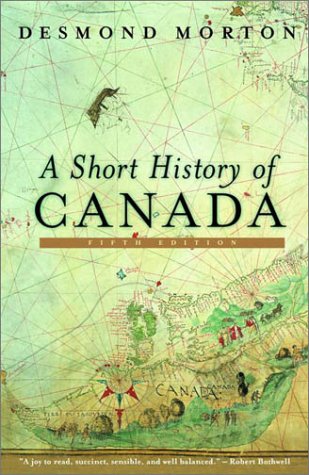 DESMOND MORTON
A Short History of
CANADA
FIFTH EDITION
CANADA
"A joy to read, succinct, sensible, and well balanced." – Robert Bothwell